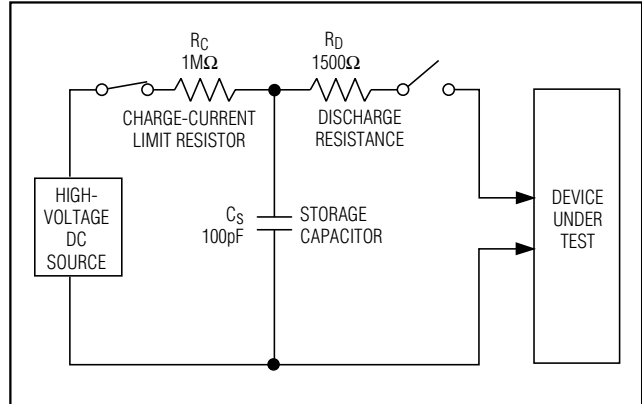 RC
1MΩ
CHARGE-CURRENT
LIMIT RESISTOR
RD
1500Ω
DISCHARGE
RESISTANCE
HIGH-
VOLTAGE
DC
SOURCE
CS
100pF
STORAGE
CAPACITOR
DEVICE
UNDER
TEST